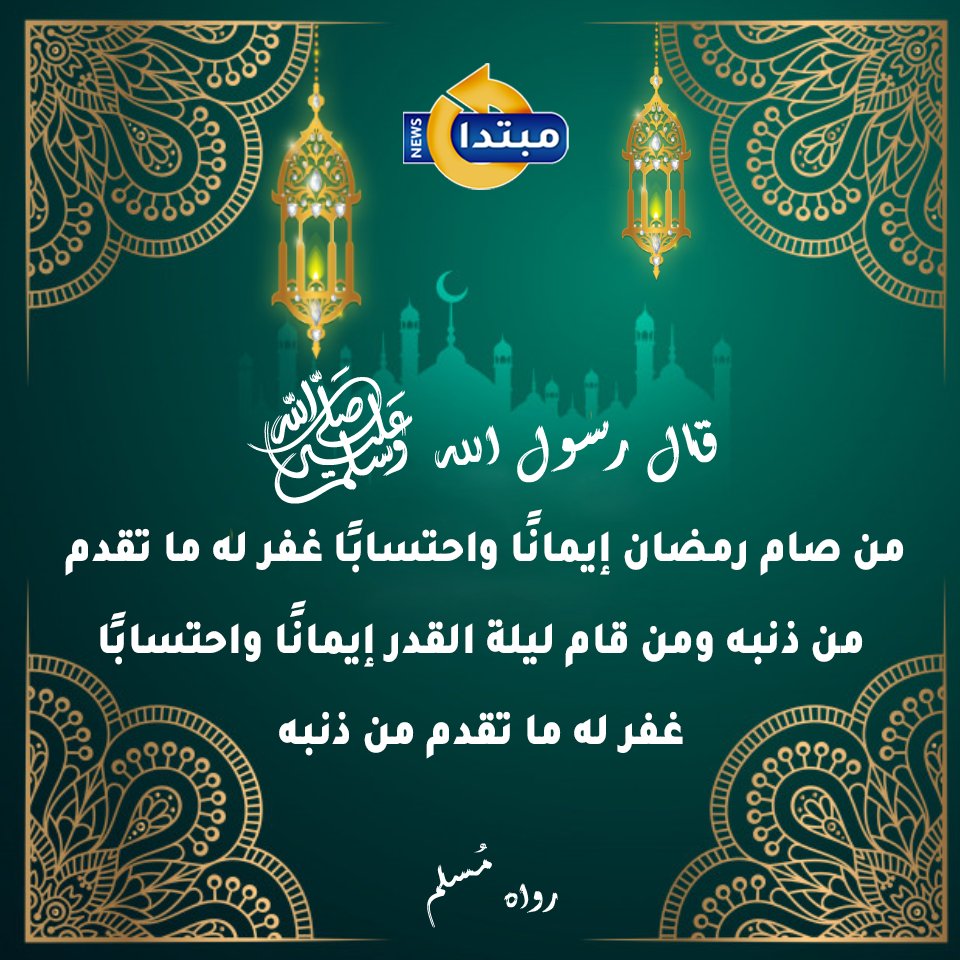 مبتدا
NEWS
قال رسول الله صلى الله عليه وسلم
من صام رمضان إيمانًا واحتسابًا غفر له ما تقدم
من ذنبه ومن قام ليلة القدر إيمانًا واحتسابًا
غفر له ما تقدم من ذنبه
رواه مُسلم